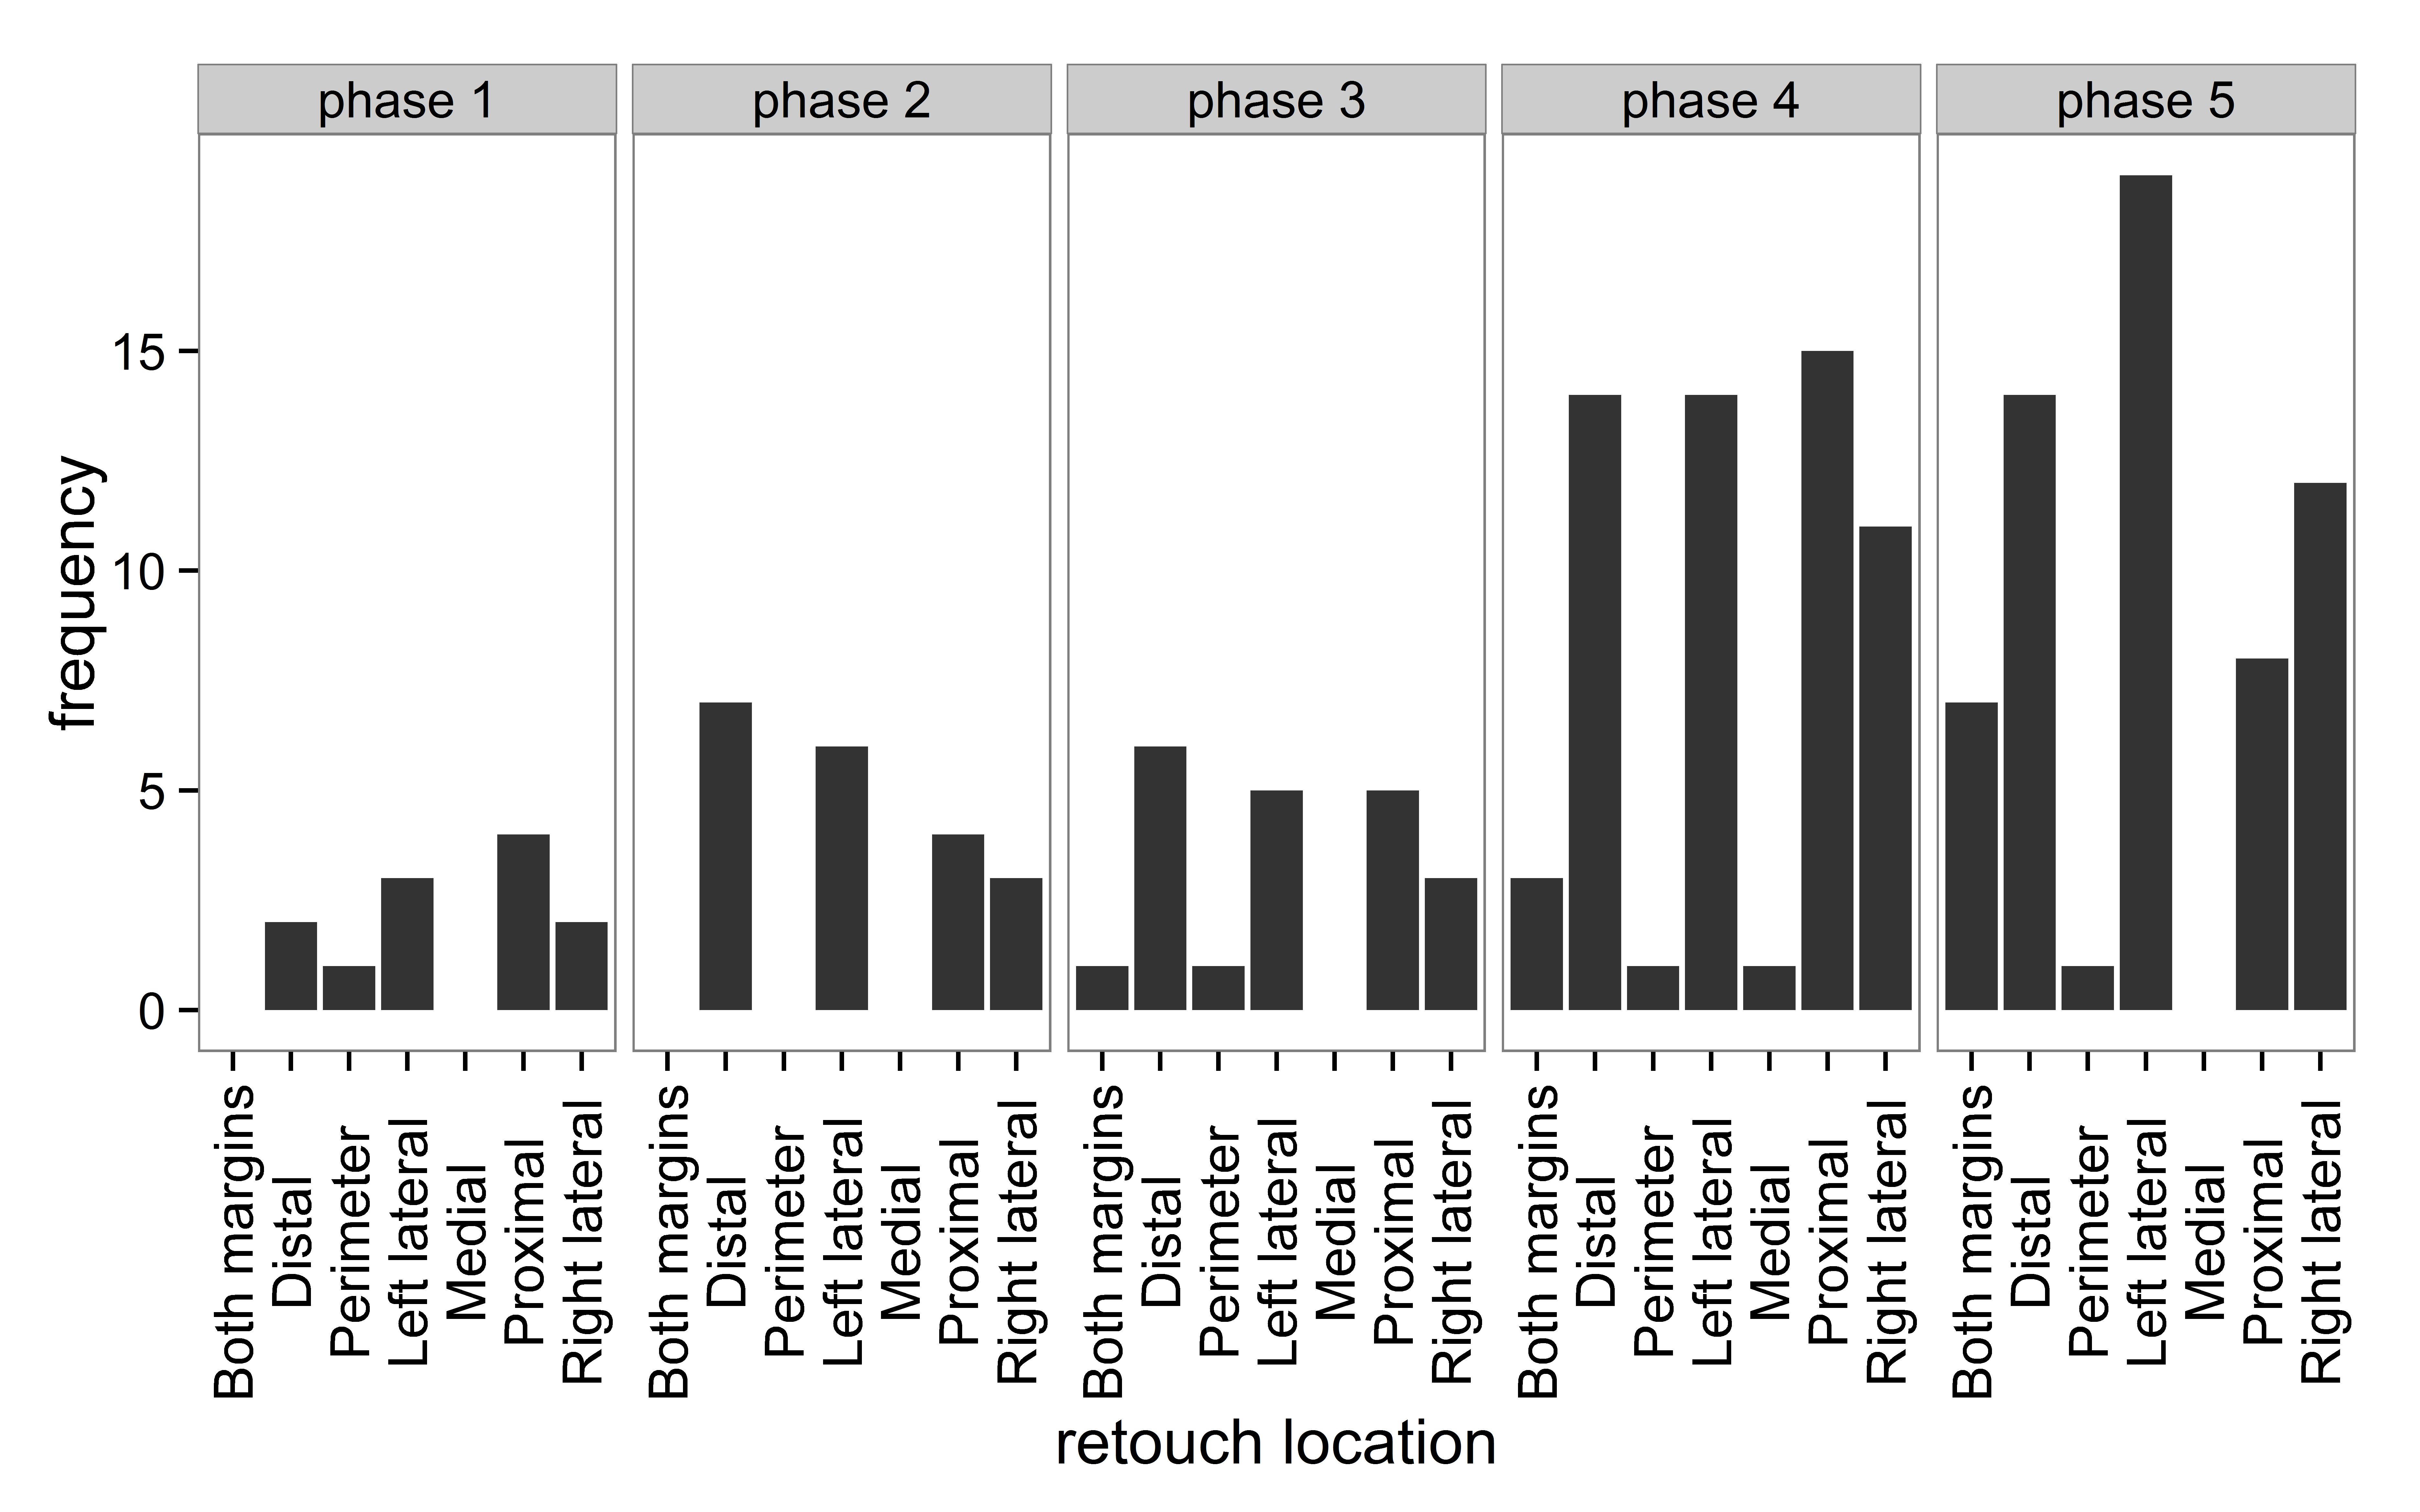 phase 1
phase 2
phase 3
phase 4
phase 5
frequency
15
10
5
0
Both margins
Distal
Perimeter
Left lateral
Medial
Proximal
Right lateral
Both margins
Distal
Perimeter
Left lateral
Medial
Proximal
Right lateral
Both margins
Distal
Perimeter
Left lateral
Medial
Proximal
Right lateral
Both margins
Distal
Perimeter
Left lateral
Medial
Proximal
Right lateral
Both margins
Distal
Perimeter
Left lateral
Medial
Proximal
Right lateral
retouch location